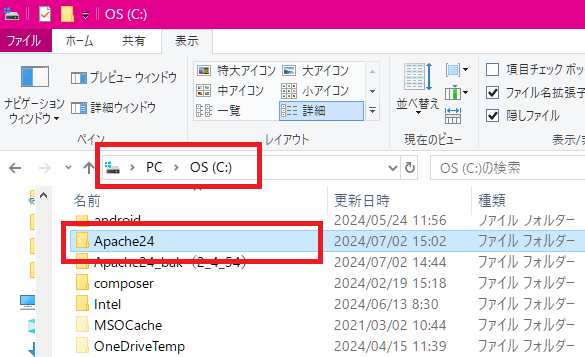 OS (C:)
ファイル ホーム 共有 表示
ナビゲーション ウィンドウ
プレビュー ウィンドウ
詳細ウィンドウ
ペイン
特大アイコン 大アイコン
中アイコン 小アイコン
一覧 詳細
レイアウト
並べ替え
現在のビュー
項目チェック ボッ
ファイル名拡張子
隠しファイル
表示/
PC OS (C:) OS (C:)の検索
名前 更新日時 種類
android 2024/05/24 11:56 ファイル フォルダー
Apache24 2024/07/02 15:02 ファイル フォルダー
Apache24_bak（2_4_54） 2024/07/02 14:44 ファイル フォルダー
composer 2024/02/19 15:18 ファイル フォルダー
Intel 2024/06/13 8:30 ファイル フォルダー
MSOCache 2021/03/02 10:44 ファイル フォルダー
OneDriveTemp 2024/04/15 11:39 ファイル フォルダー